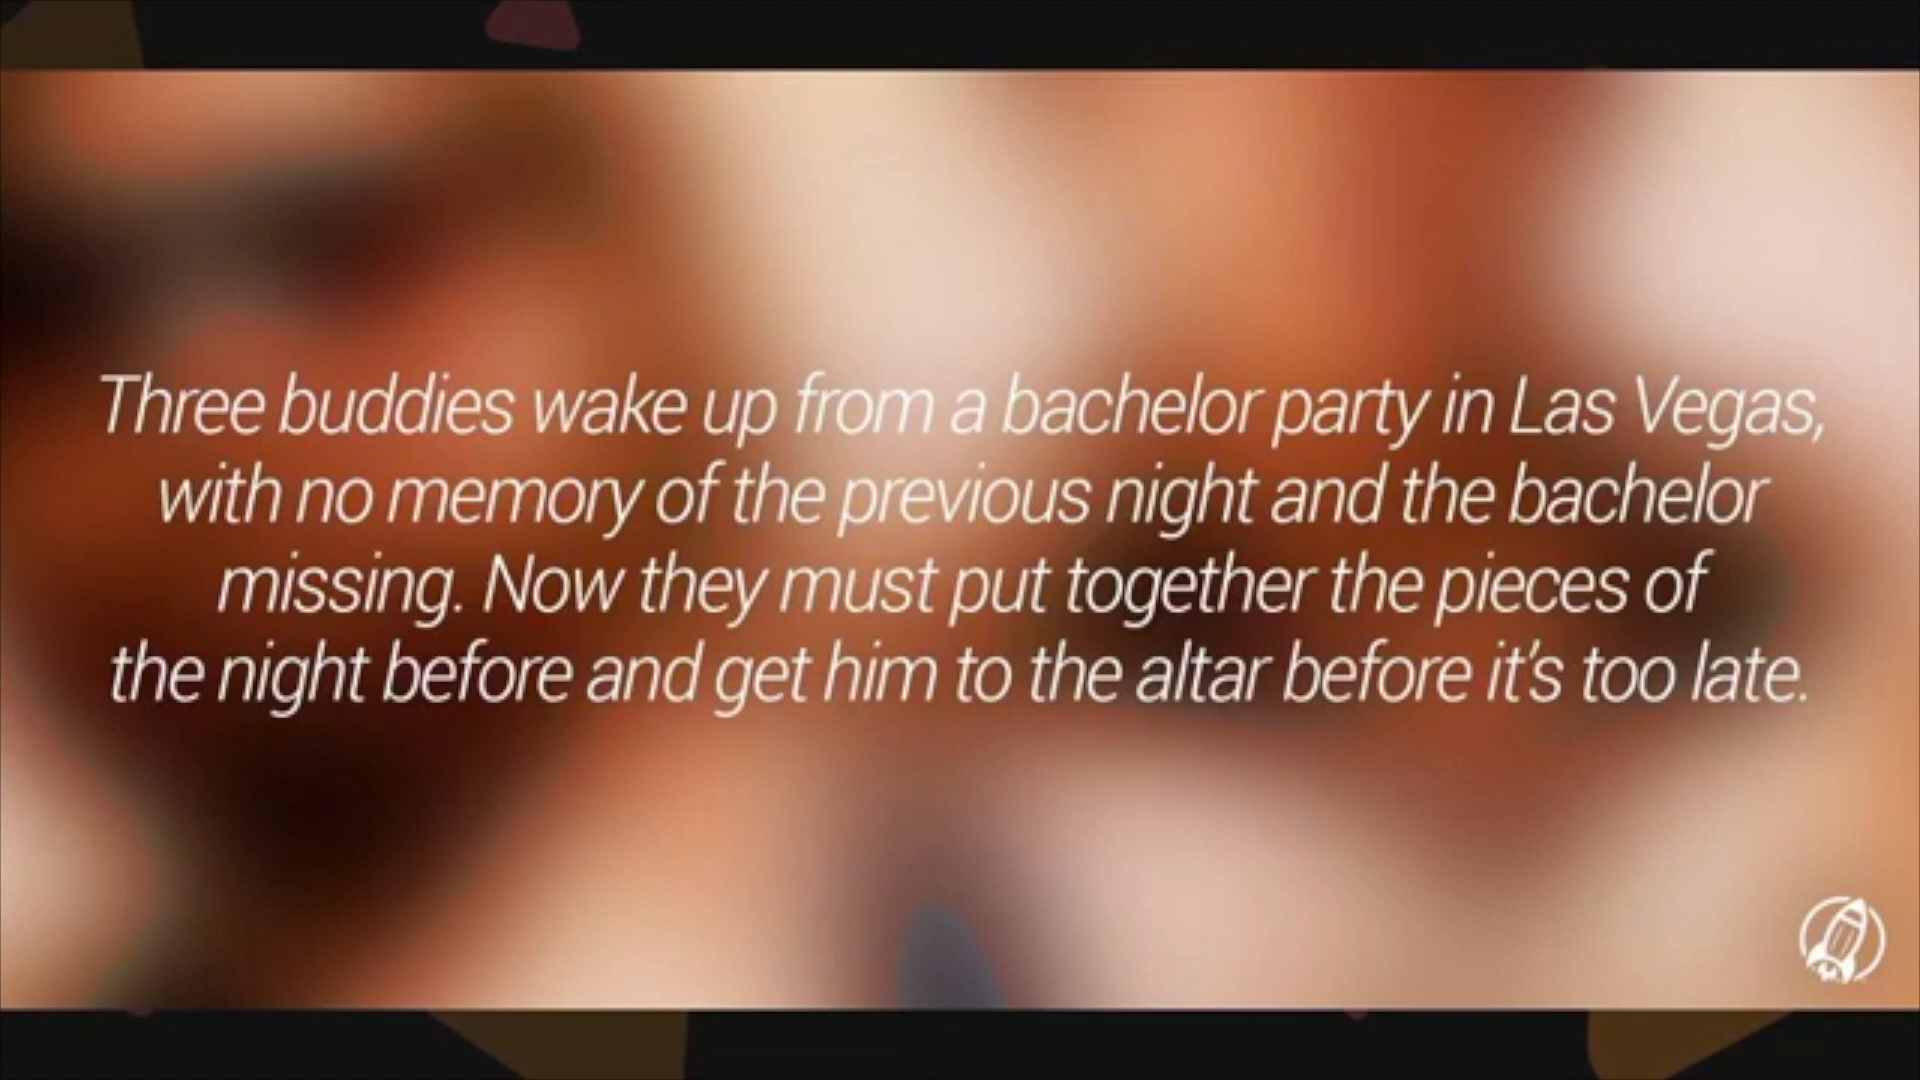 Three buddies wake up from a bachelor party in Las Vegas,
with no memory of the previous night and the bachelor
missing. Now they must put together the pieces of
the night before and get him to the altar before it's too late.